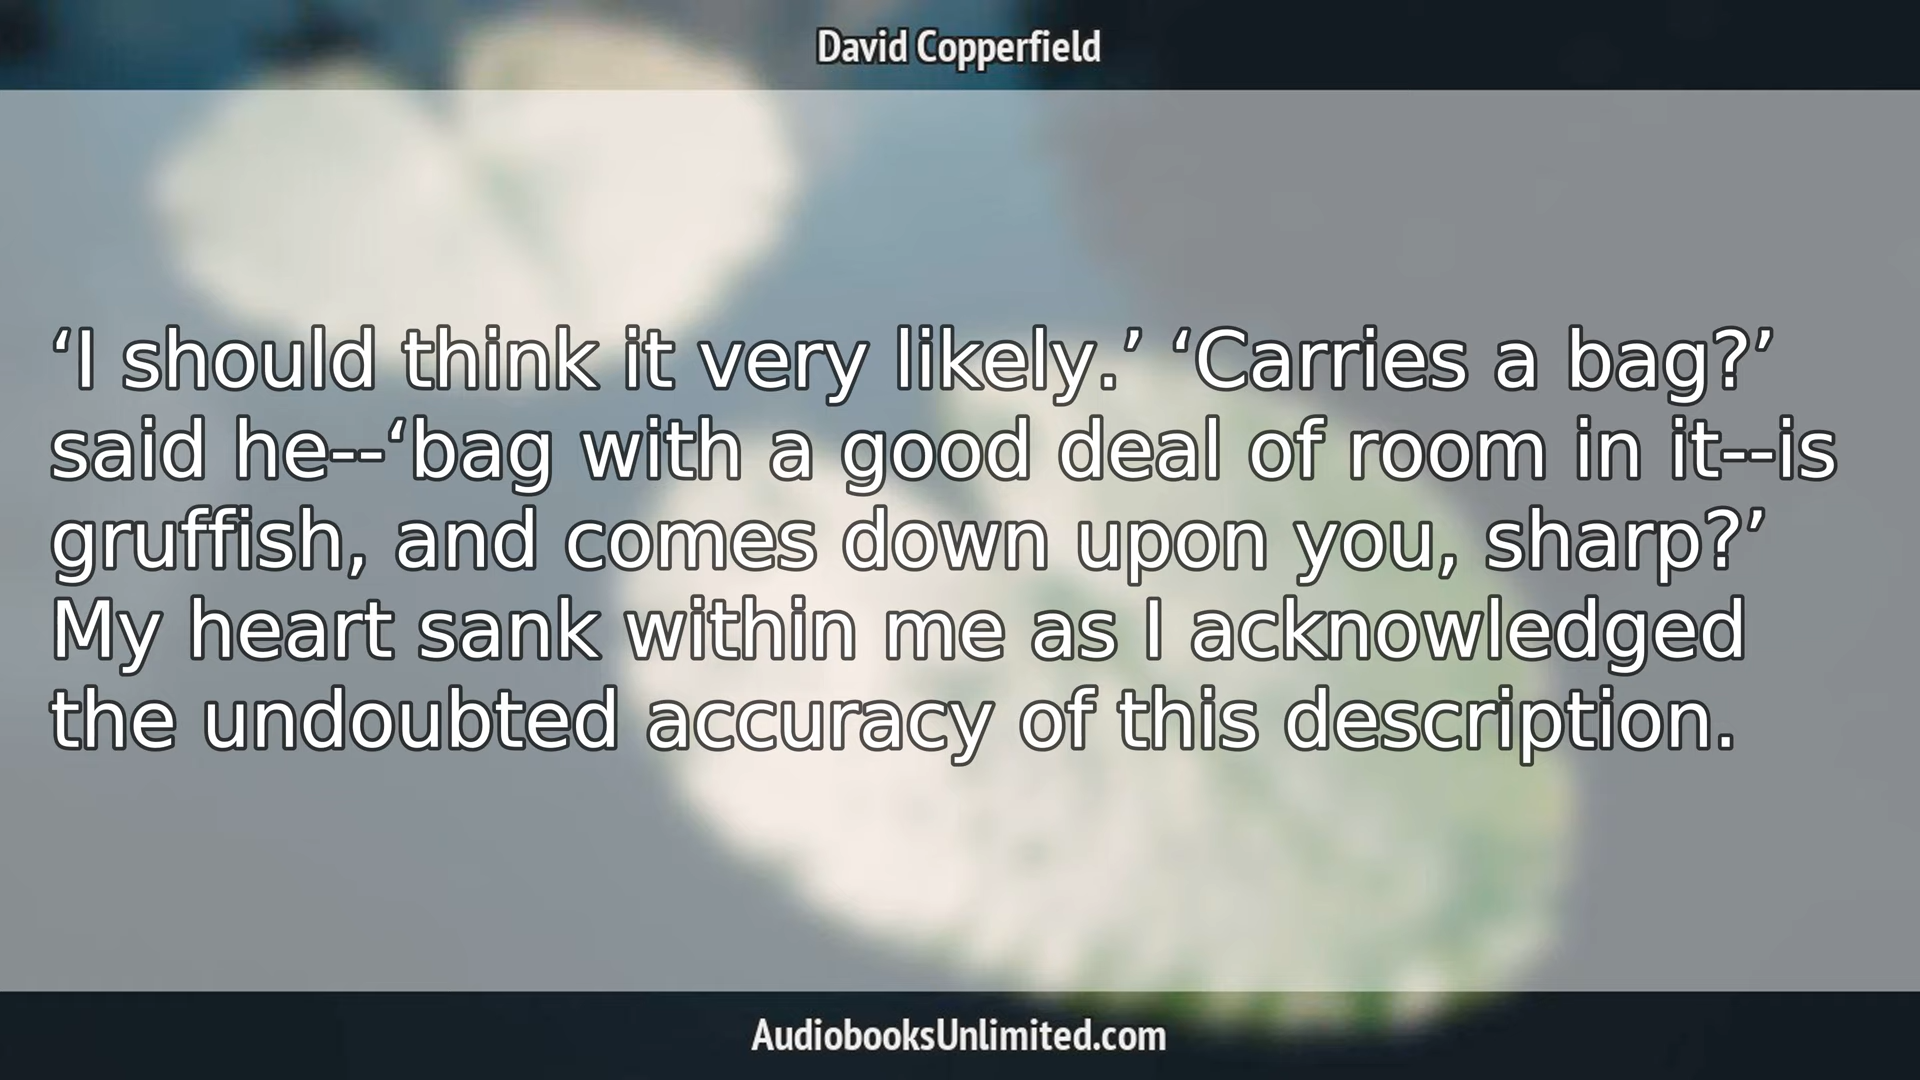 David Copperfield
‘I should think it very likely.’ ‘Carries a bag?’
said he--‘bag with a good deal of room in it--is
gruffish, and comes down upon you, sharp?’
My heart sank within me as I acknowledged
the undoubted accuracy of this description.
AudiobooksUnlimited.com